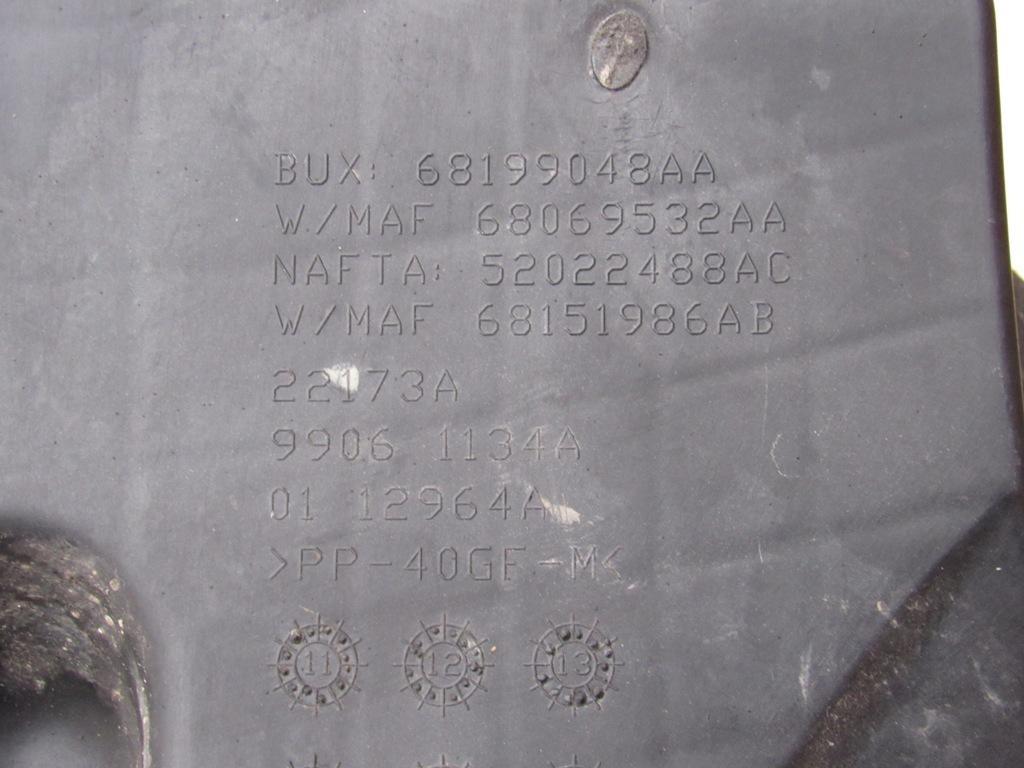 BUX: 68199048AA
W/MAF 68069532AA
NAFTA: 52022488AC
W/MAF 68151986AB
22173A
9906 1134A
01 12964A
>PP-40GF-M<
11 12 13